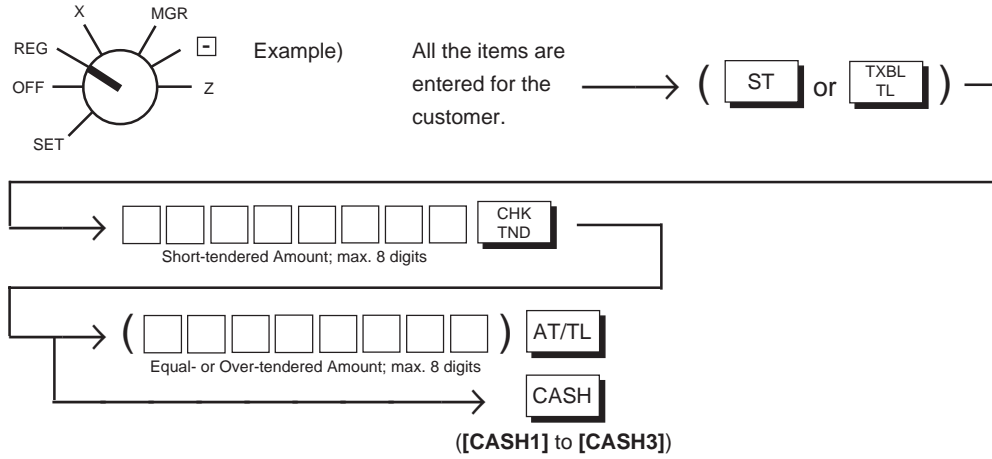 X
MGR
REG
-
OFF
Z
SET
Example)
All the items are
entered for the
customer.
( ST or TXBL TL )
CHK
TND
Short-tendered Amount; max. 8 digits
( ) AT/TL
Equal- or Over-tendered Amount; max. 8 digits
CASH
([CASH1] to [CASH3])